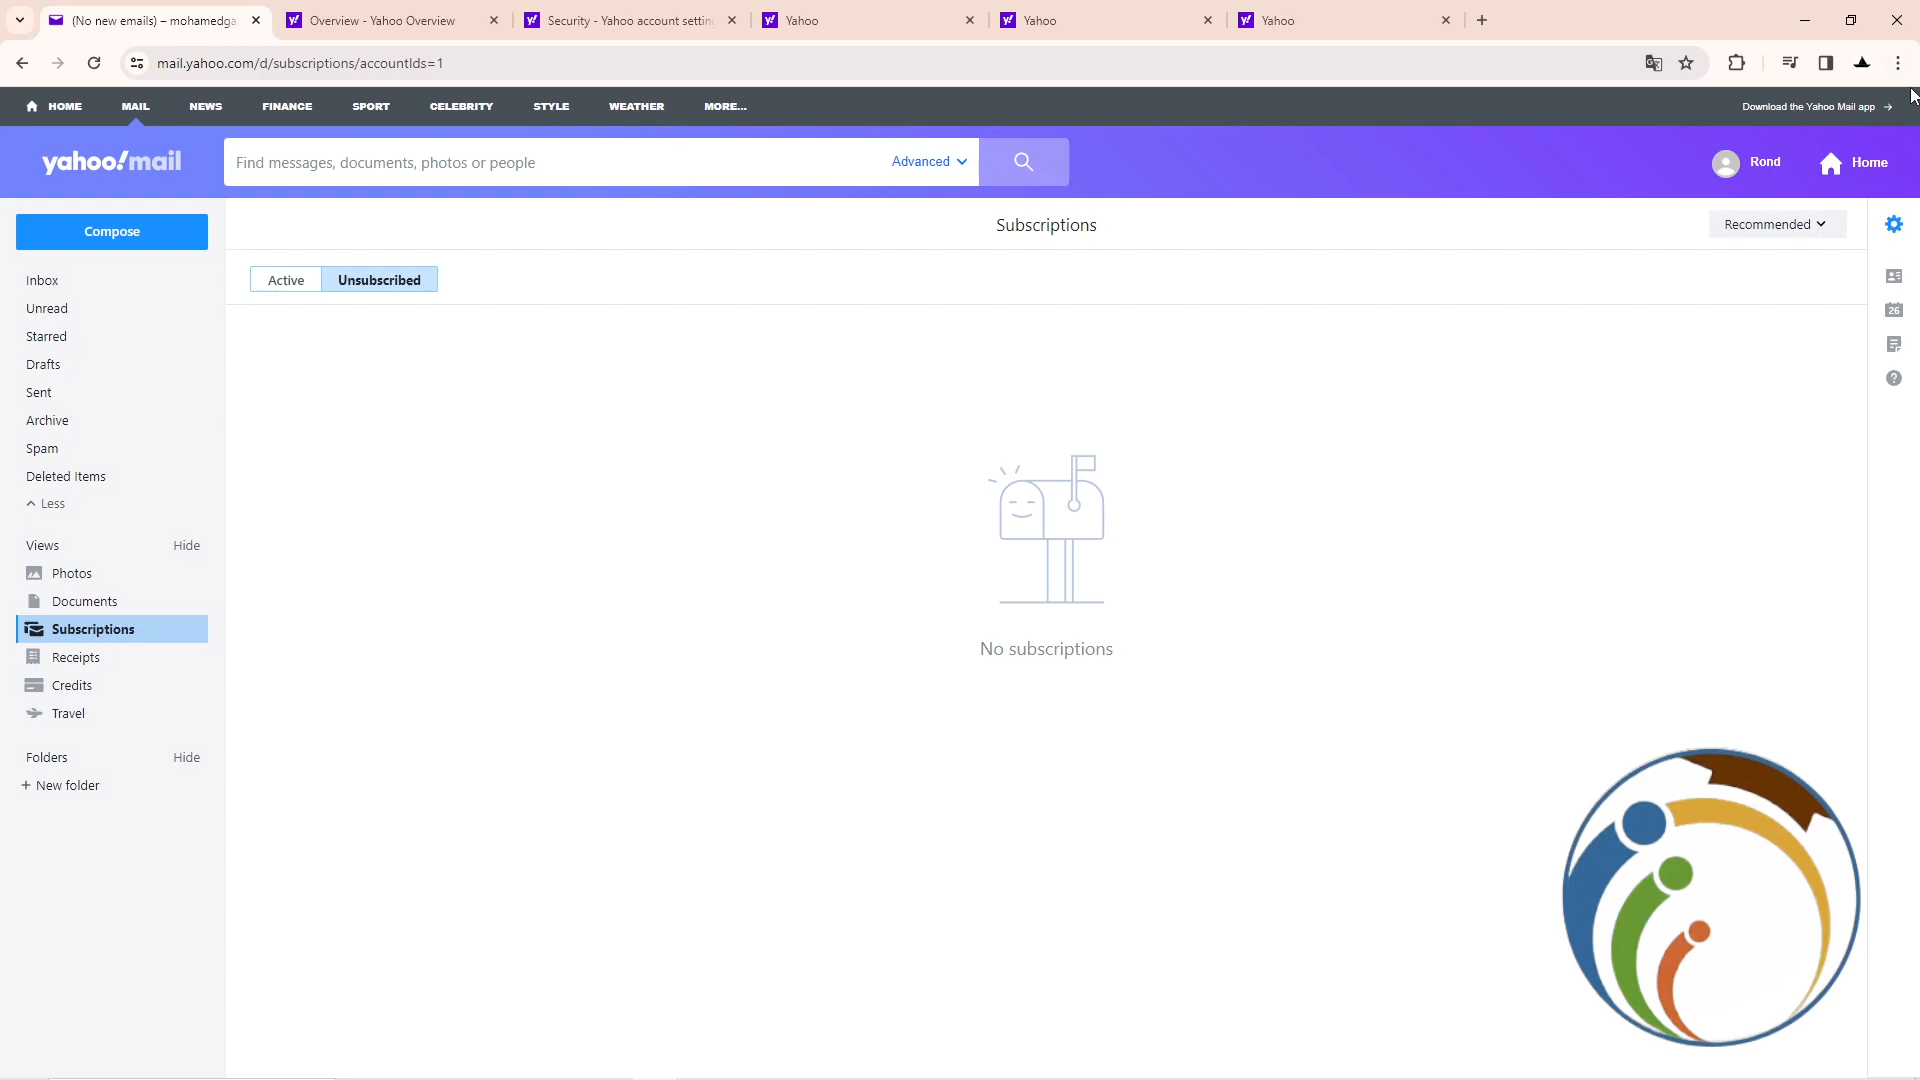 (No new emails) – mohamedga
Overview - Yahoo Overview
Security - Yahoo account settin
Yahoo
Yahoo
Yahoo
mail.yahoo.com/d/subscriptions/accountIds=1
HOME
MAIL
NEWS
FINANCE
SPORT
CELEBRITY
STYLE
WEATHER
MORE...
Download the Yahoo Mail app →
yahoo!mail
Find messages, documents, photos or people
Advanced
Rond
Home
Compose
Subscriptions
Recommended
Active
Unsubscribed
Inbox
Unread
Starred
Drafts
Sent
Archive
Spam
Deleted Items
Less
Views
Hide
Photos
Documents
Subscriptions
Receipts
Credits
Travel
Folders
Hide
+ New folder
26
No subscriptions